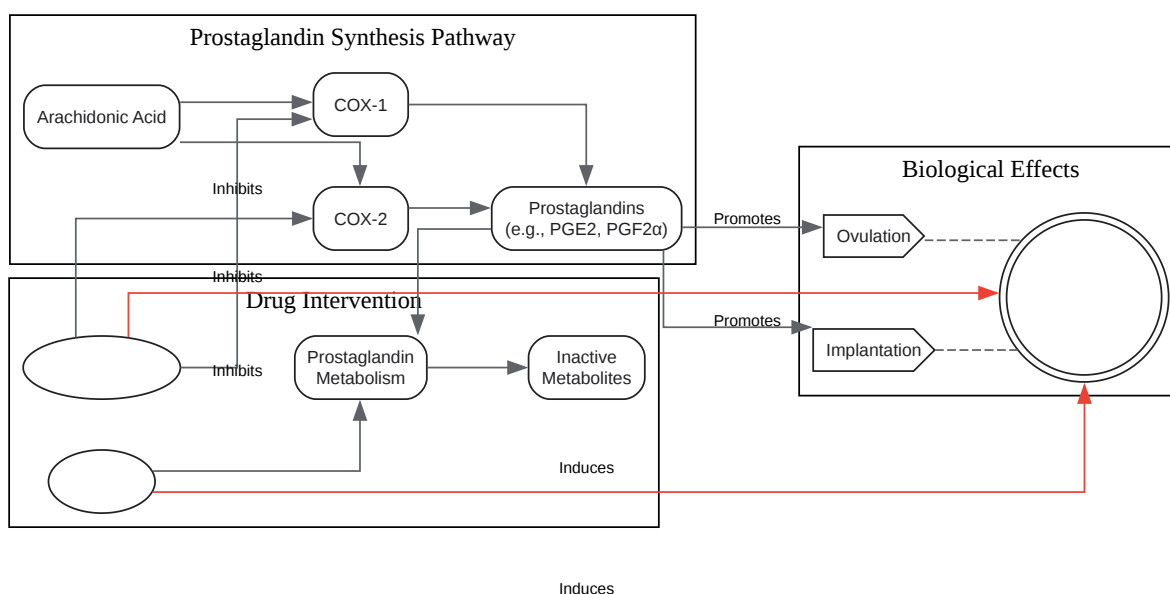 Prostaglandin Synthesis Pathway
Arachidonic Acid
COX-1
Inhibits
COX-2
Prostaglandins
(e.g., PGE2, PGF2α)
Promotes
Biological Effects
Ovulation
Inhibits
Drug Intervention
Promotes
Implantation
Inhibits
Prostaglandin
Metabolism
Inactive
Metabolites
Induces
Induces